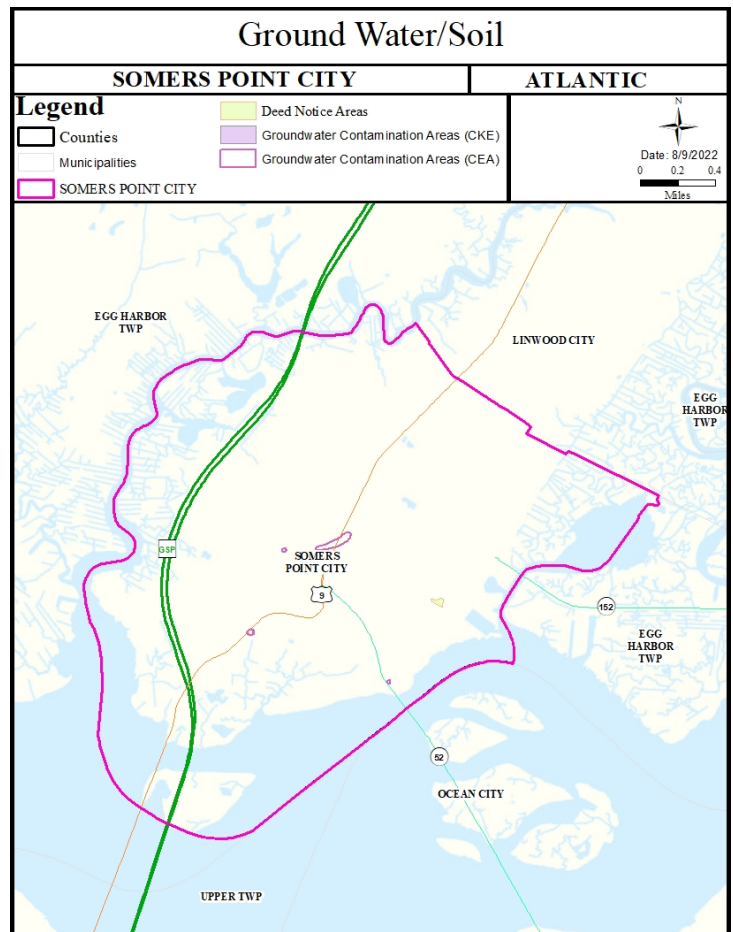 Ground Water/Soil
SOMERS POINT CITY
ATLANTIC
Legend
Counties
Municipalities
SOMERS POINT CITY
Deed Notice Areas
Groundwater Contamination Areas (CKE)
Groundwater Contamination Areas (CEA)
N
Date: 8/9/2022
0 0.2 0.4
Miles
EGG HARBOR
TWP
LINWOOD CITY
EGG
HARBOR
TWP
GSP
SOMERS
POINT CITY
9
152
EGG
HARBOR
TWP
52
OCEAN CITY
UPPER TWP